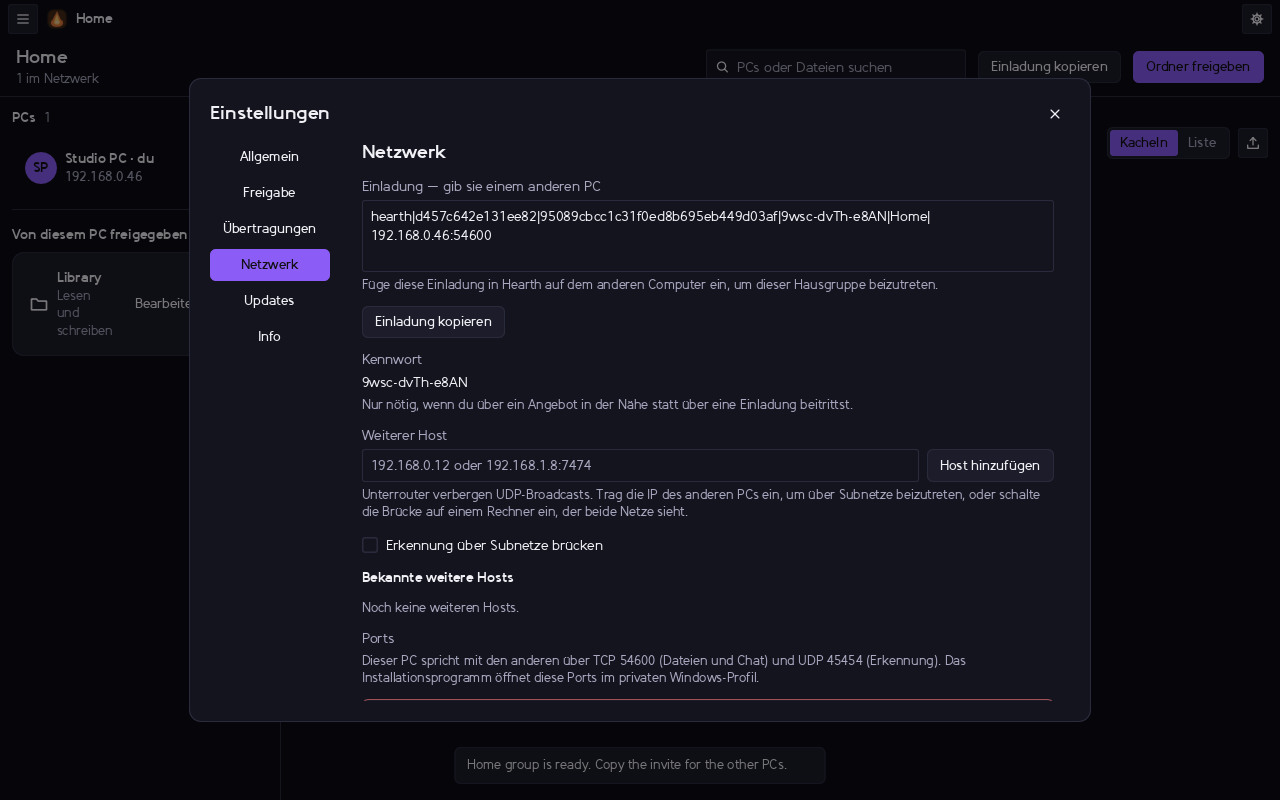 Home
Home
1 im Netzwerk
PCs oder Dateien suchen
Einladung kopieren
Ordner freigeben
PCs 1
SP
Studio PC · du
192.168.0.46
Kacheln
Liste
Von diesem PC freigegeben
Library
Lesen
und
schreiben
Bearbeite
Einstellungen
Allgemein
Freigabe
Übertragungen
Netzwerk
Updates
Info
Netzwerk
Einladung — gib sie einem anderen PC
hearth|d457c642e131ee82|95089cbcc1c31f0ed8b695eb449d03af|9wsc-dvTh-e8AN|Home|
192.168.0.46:54600
Füge diese Einladung in Hearth auf dem anderen Computer ein, um dieser Hausgruppe beizutreten.
Einladung kopieren
Kennwort
9wsc-dvTh-e8AN
Nur nötig, wenn du über ein Angebot in der Nähe statt über eine Einladung beitrittst.
Weiterer Host
192.168.0.12 oder 192.168.1.8:7474
Host hinzufügen
Unterrouter verbergen UDP-Broadcasts. Trag die IP des anderen PCs ein, um über Subnetze beizutreten, oder schalte
die Brücke auf einem Rechner ein, der beide Netze sieht.
Erkennung über Subnetze brücken
Bekannte weitere Hosts
Noch keine weiteren Hosts.
Ports
Dieser PC spricht mit den anderen über TCP 54600 (Dateien und Chat) und UDP 45454 (Erkennung). Das
Installationsprogramm öffnet diese Ports im privaten Windows-Profil.
Home group is ready. Copy the invite for the other PCs.